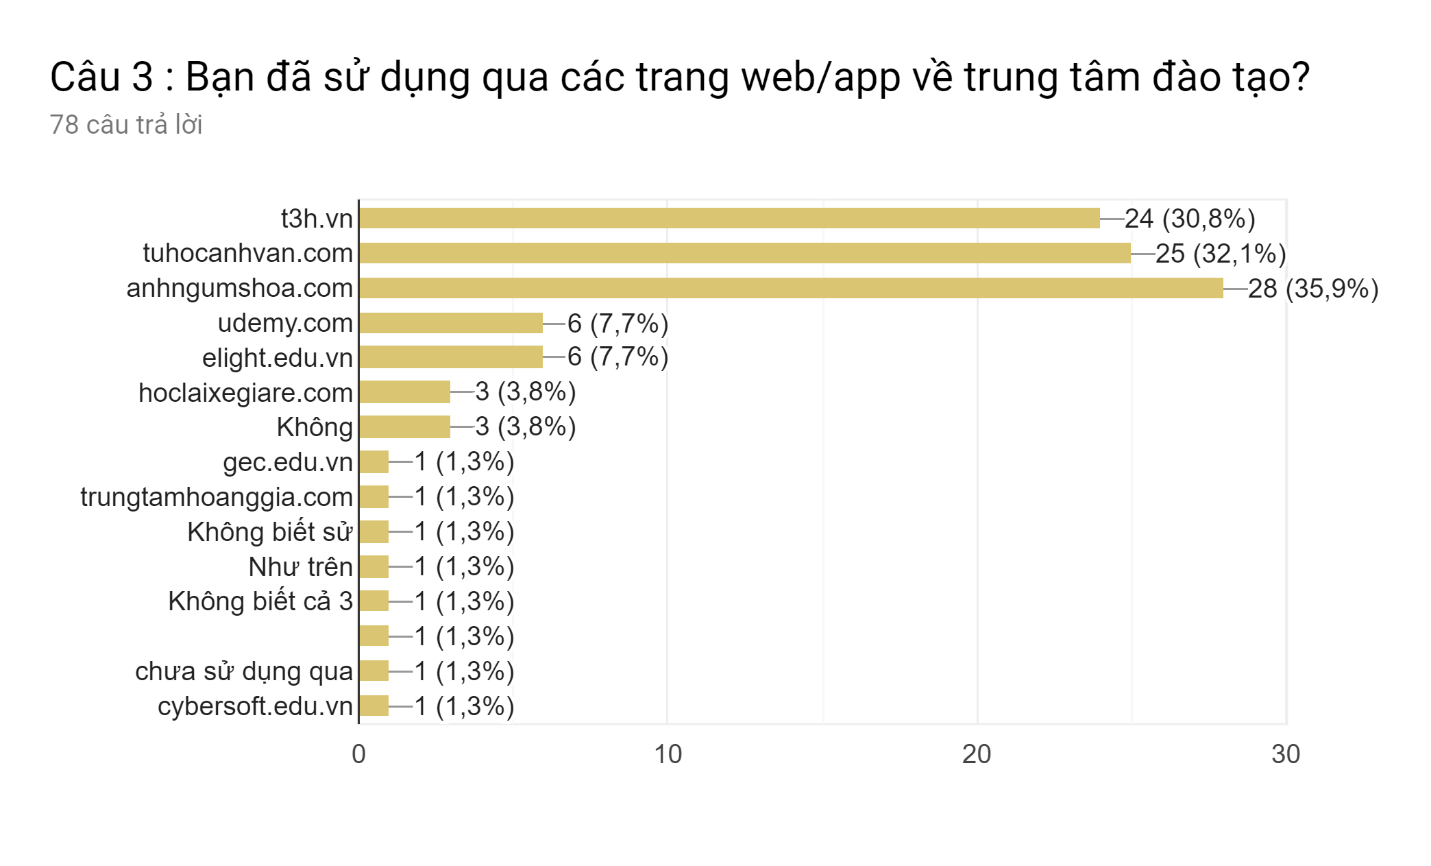 Câu 3 : Bạn đã sử dụng qua các trang web/app về trung tâm đào tạo?
78 câu trả lời
t3h.vn 24 (30,8%)
tuhocanhvan.com 25 (32,1%)
anhngumshoa.com 28 (35,9%)
udemy.com 6 (7,7%)
elight.edu.vn 6 (7,7%)
hoclaixegiare.com 3 (3,8%)
Không 3 (3,8%)
gec.edu.vn 1 (1,3%)
trungtamhoanggia.com 1 (1,3%)
Không biết sử 1 (1,3%)
Như trên 1 (1,3%)
Không biết cả 3 1 (1,3%)
1 (1,3%)
chưa sử dụng qua 1 (1,3%)
cybersoft.edu.vn 1 (1,3%)
0 10 20 30